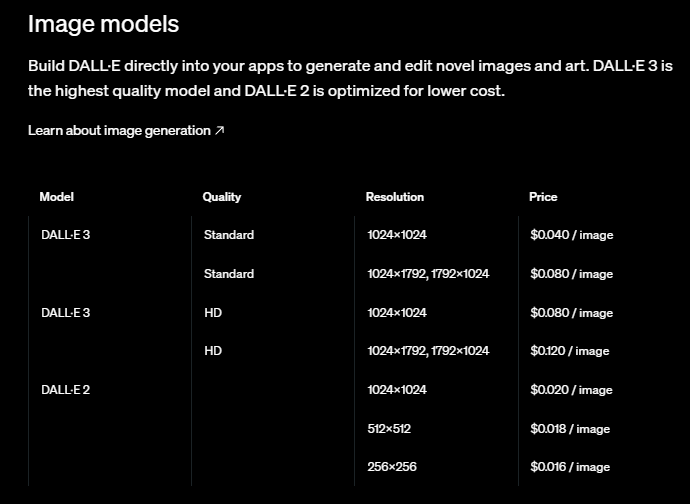 Image models
Build DALL·E directly into your apps to generate and edit novel images and art. DALL·E 3 is
the highest quality model and DALL·E 2 is optimized for lower cost.
Learn about image generation ↗
Model Quality Resolution Price
DALL·E 3 Standard 1024×1024 $0.040 / image
Standard 1024×1792, 1792×1024 $0.080 / image
DALL·E 3 HD 1024×1024 $0.080 / image
HD 1024×1792, 1792×1024 $0.120 / image
DALL·E 2 1024×1024 $0.020 / image
512×512 $0.018 / image
256×256 $0.016 / image